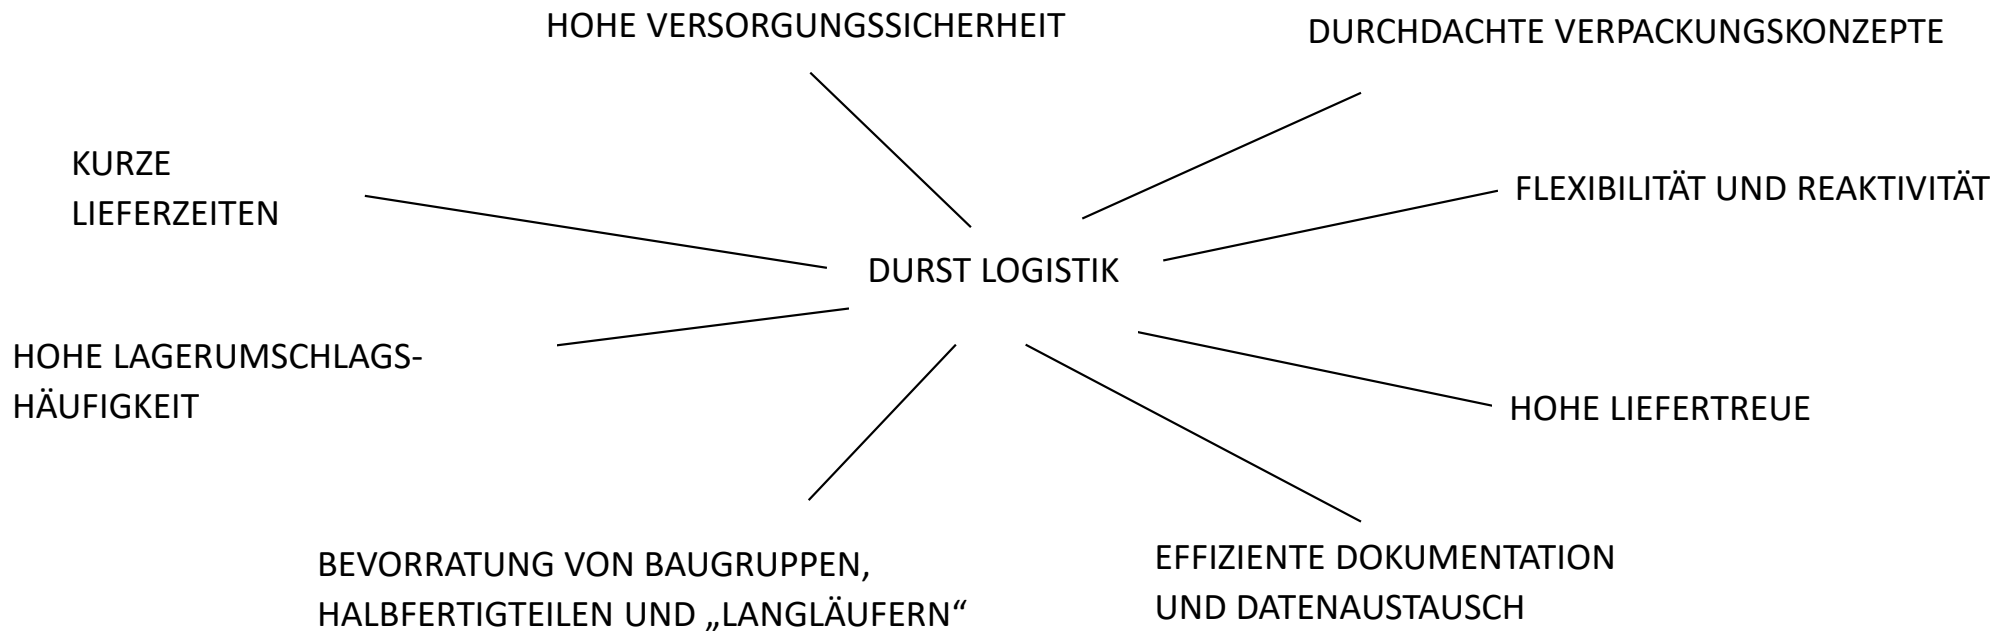 HOHE VERSORGUNGSSICHERHEIT
DURCHDACHTE VERPACKUNGSKONZEPTE
KURZE
LIEFERZEITEN
FLEXIBILITÄT UND REAKTIVITÄT
DURST LOGISTIK
HOHE LAGERUMSCHLAGS-
HÄUFIGKEIT
HOHE LIEFERTREUE
BEVORRATUNG VON BAUGRUPPEN,
HALBFERTIGTEILEN UND „LANGLÄUFERN“
EFFIZIENTE DOKUMENTATION
UND DATENAUSTAUSCH